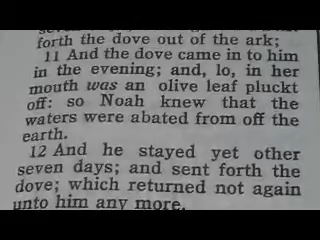 forth the dove out of the ark;
11 And the dove came in to him
in the evening; and, lo, in her
mouth was an olive leaf pluckt
off: so Noah knew that the
waters were abated from off the
earth.
12 And he stayed yet other
seven days; and sent forth the
dove; which returned not again
unto him any more.